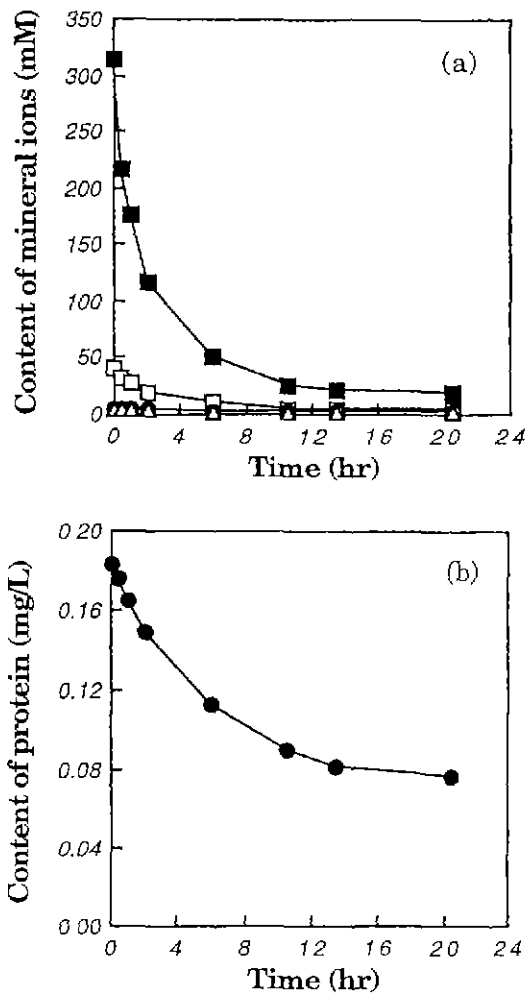 (a)
Content of mineral ions (mM)
350
300
250
200
150
100
50
0
0 4 8 12 16 20 24
Time (hr)
(b)
Content of protein (mg/L)
0.20
0.16
0.12
0.08
0.04
0.00
0 4 8 12 16 20 24
Time (hr)